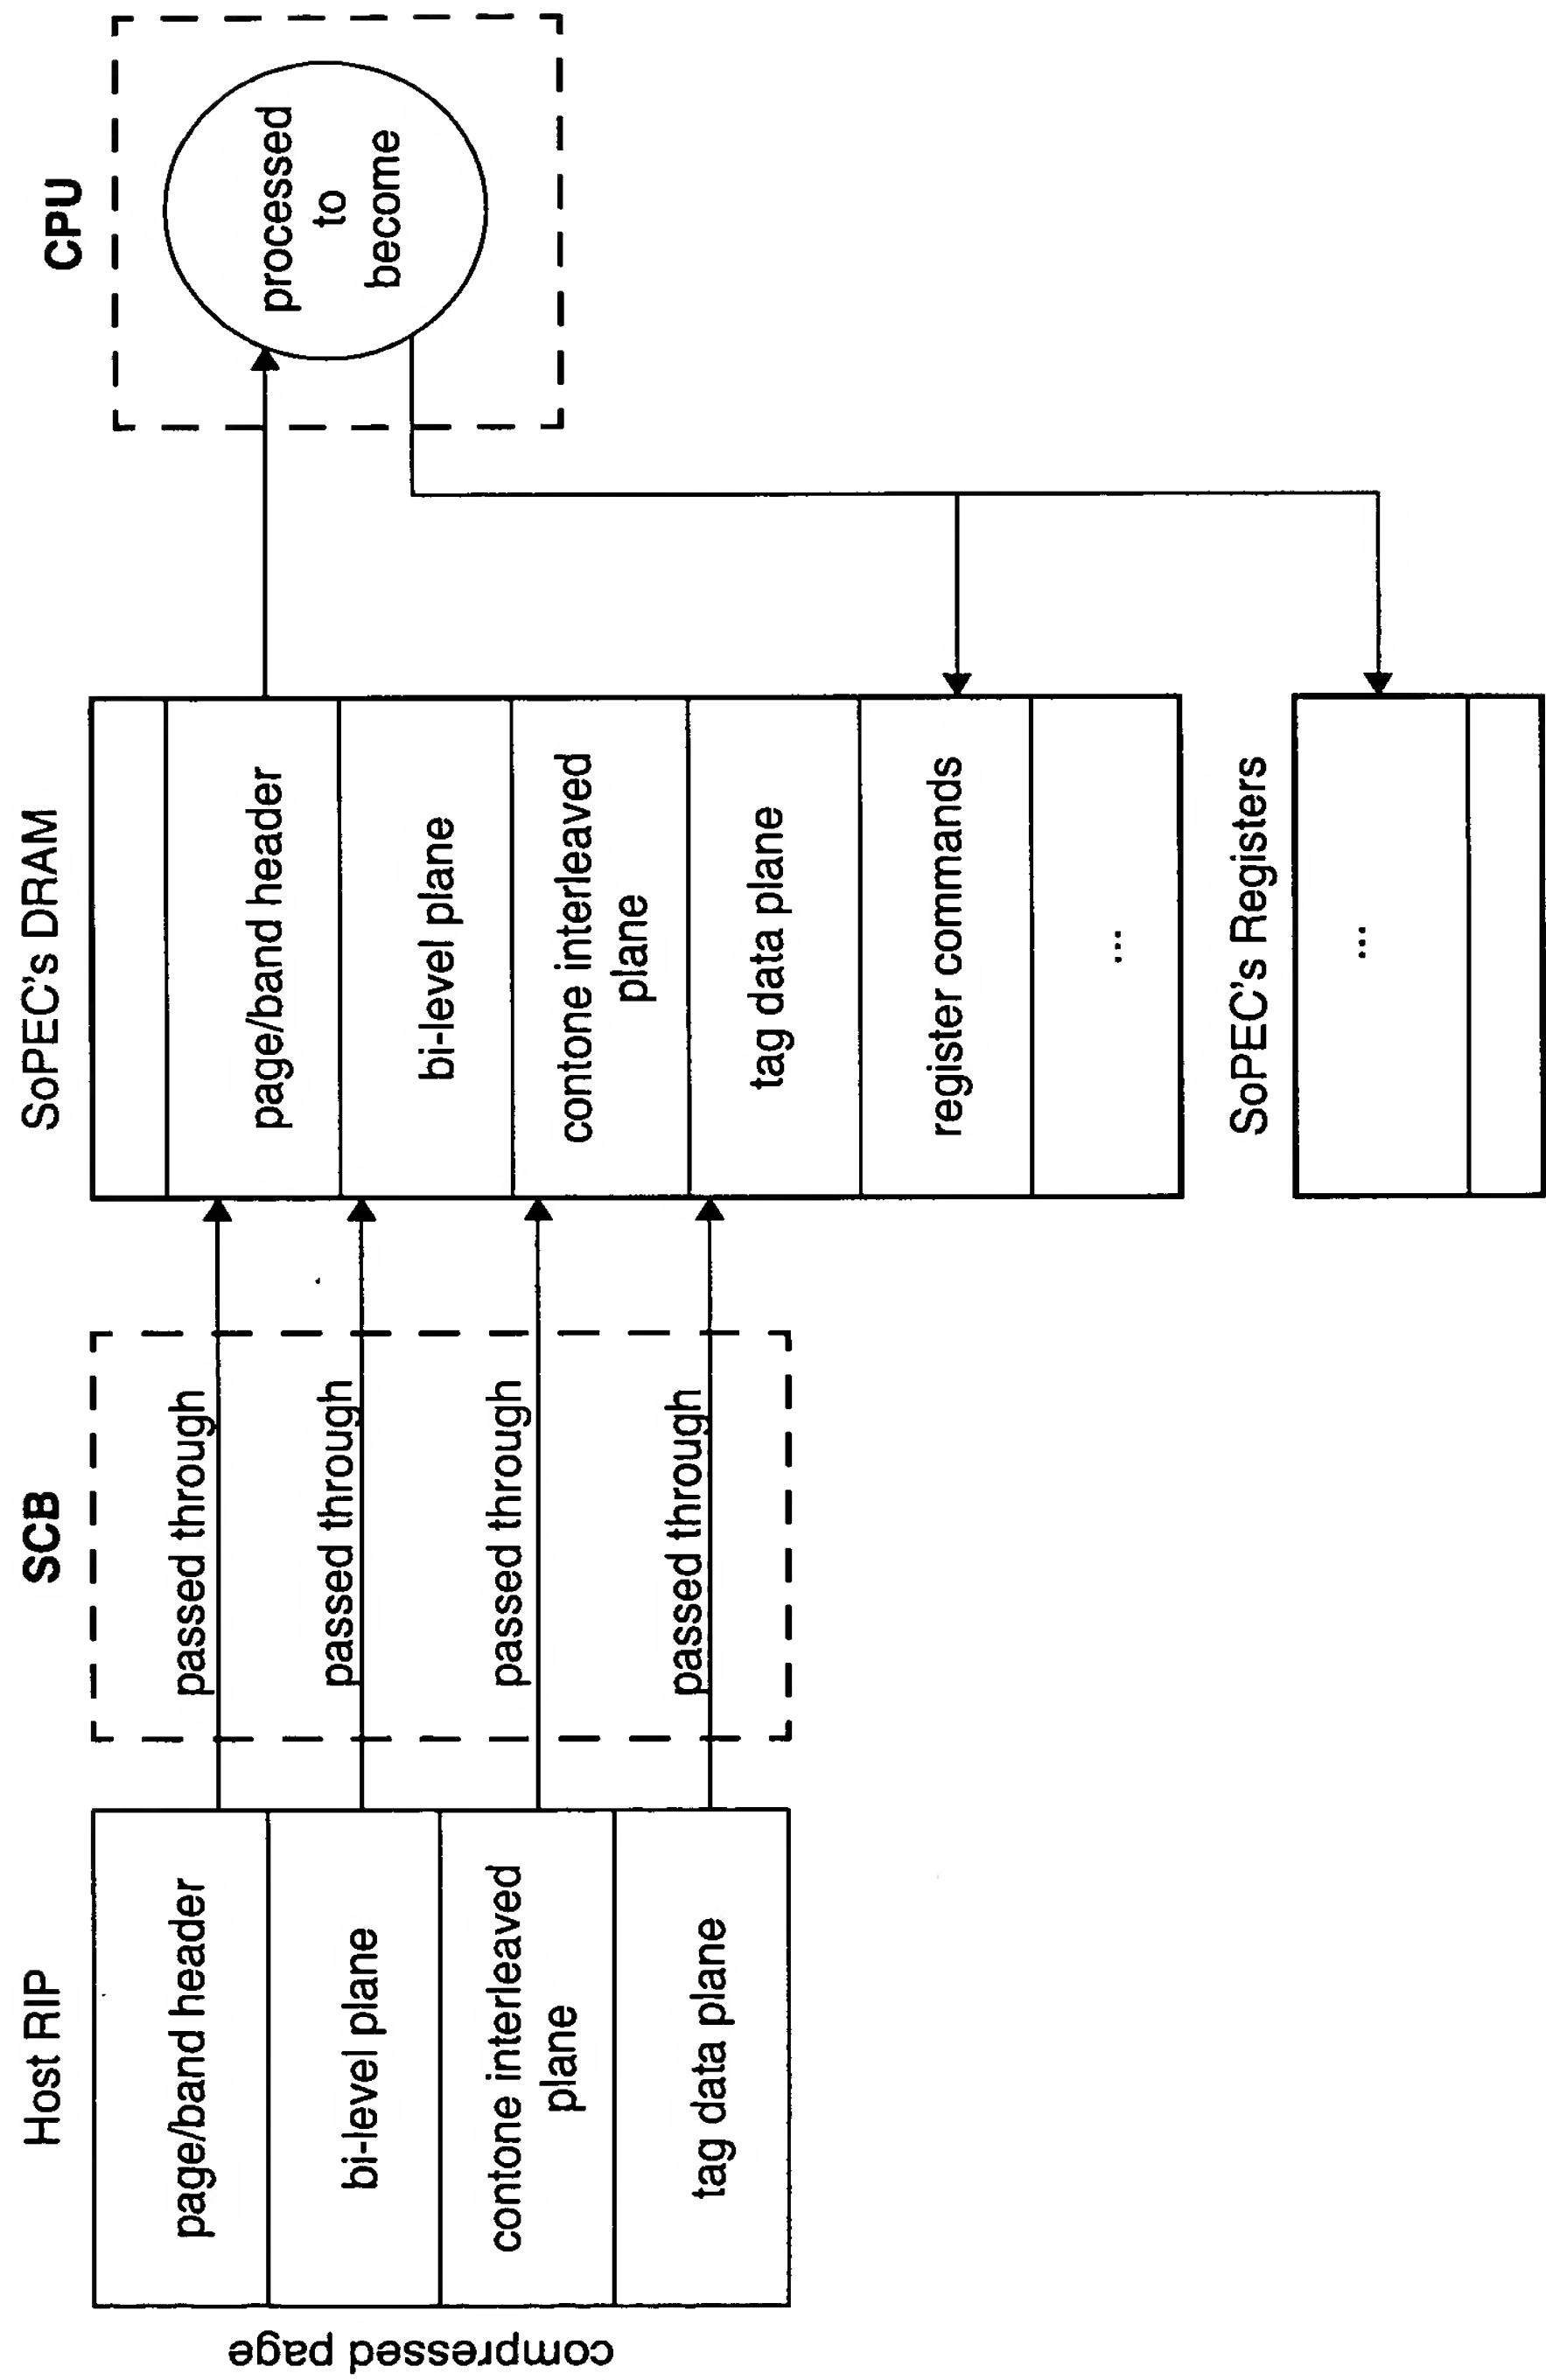 compressed page
Host RIP
page/band header
bi-level plane
contone interleaved
plane
tag data plane
SCB
passed through
passed through
passed through
passed through
SoPEC's DRAM
page/band header
bi-level plane
contone interleaved
plane
tag data plane
register commands
...
SoPEC's Registers
...
CPU
processed
to
become